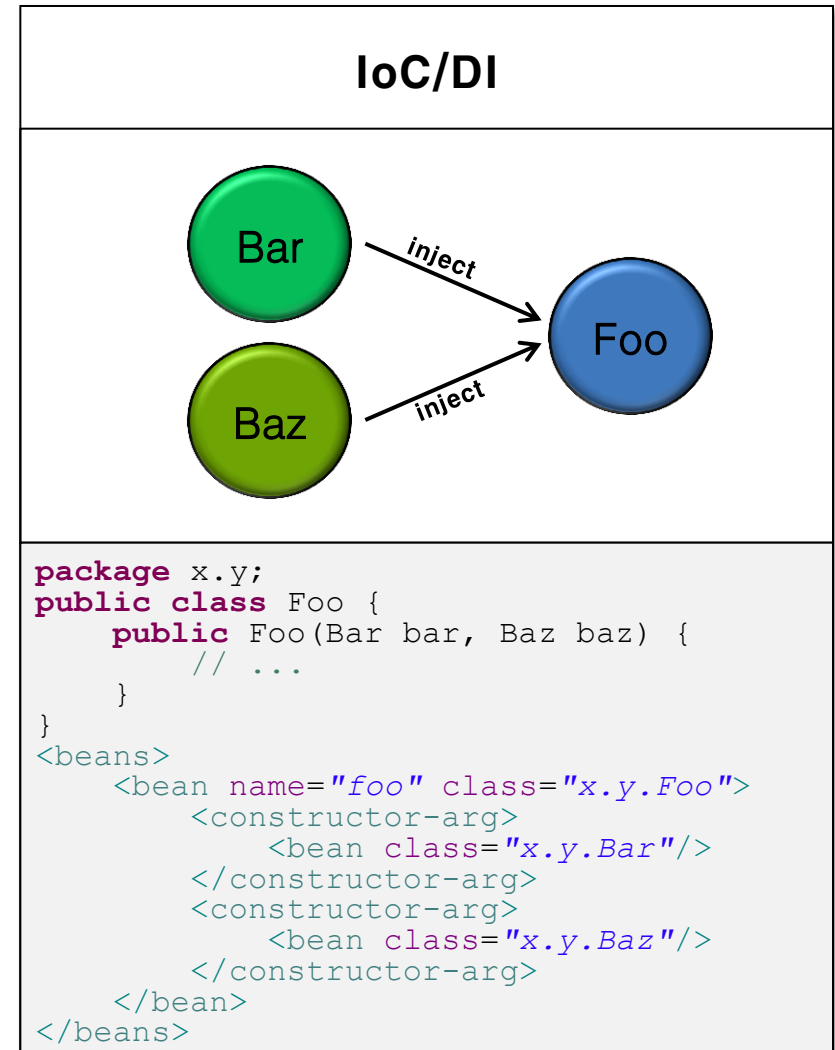 IoC/DI
Bar
inject
Foo
Baz
inject
package x.y;
public class Foo {
    public Foo(Bar bar, Baz baz) {
        // ...
    }
}
<beans>
    <bean name="foo" class="x.y.Foo">
        <constructor-arg>
            <bean class="x.y.Bar"/>
        </constructor-arg>
        <constructor-arg>
            <bean class="x.y.Baz"/>
        </constructor-arg>
    </bean>
</beans>